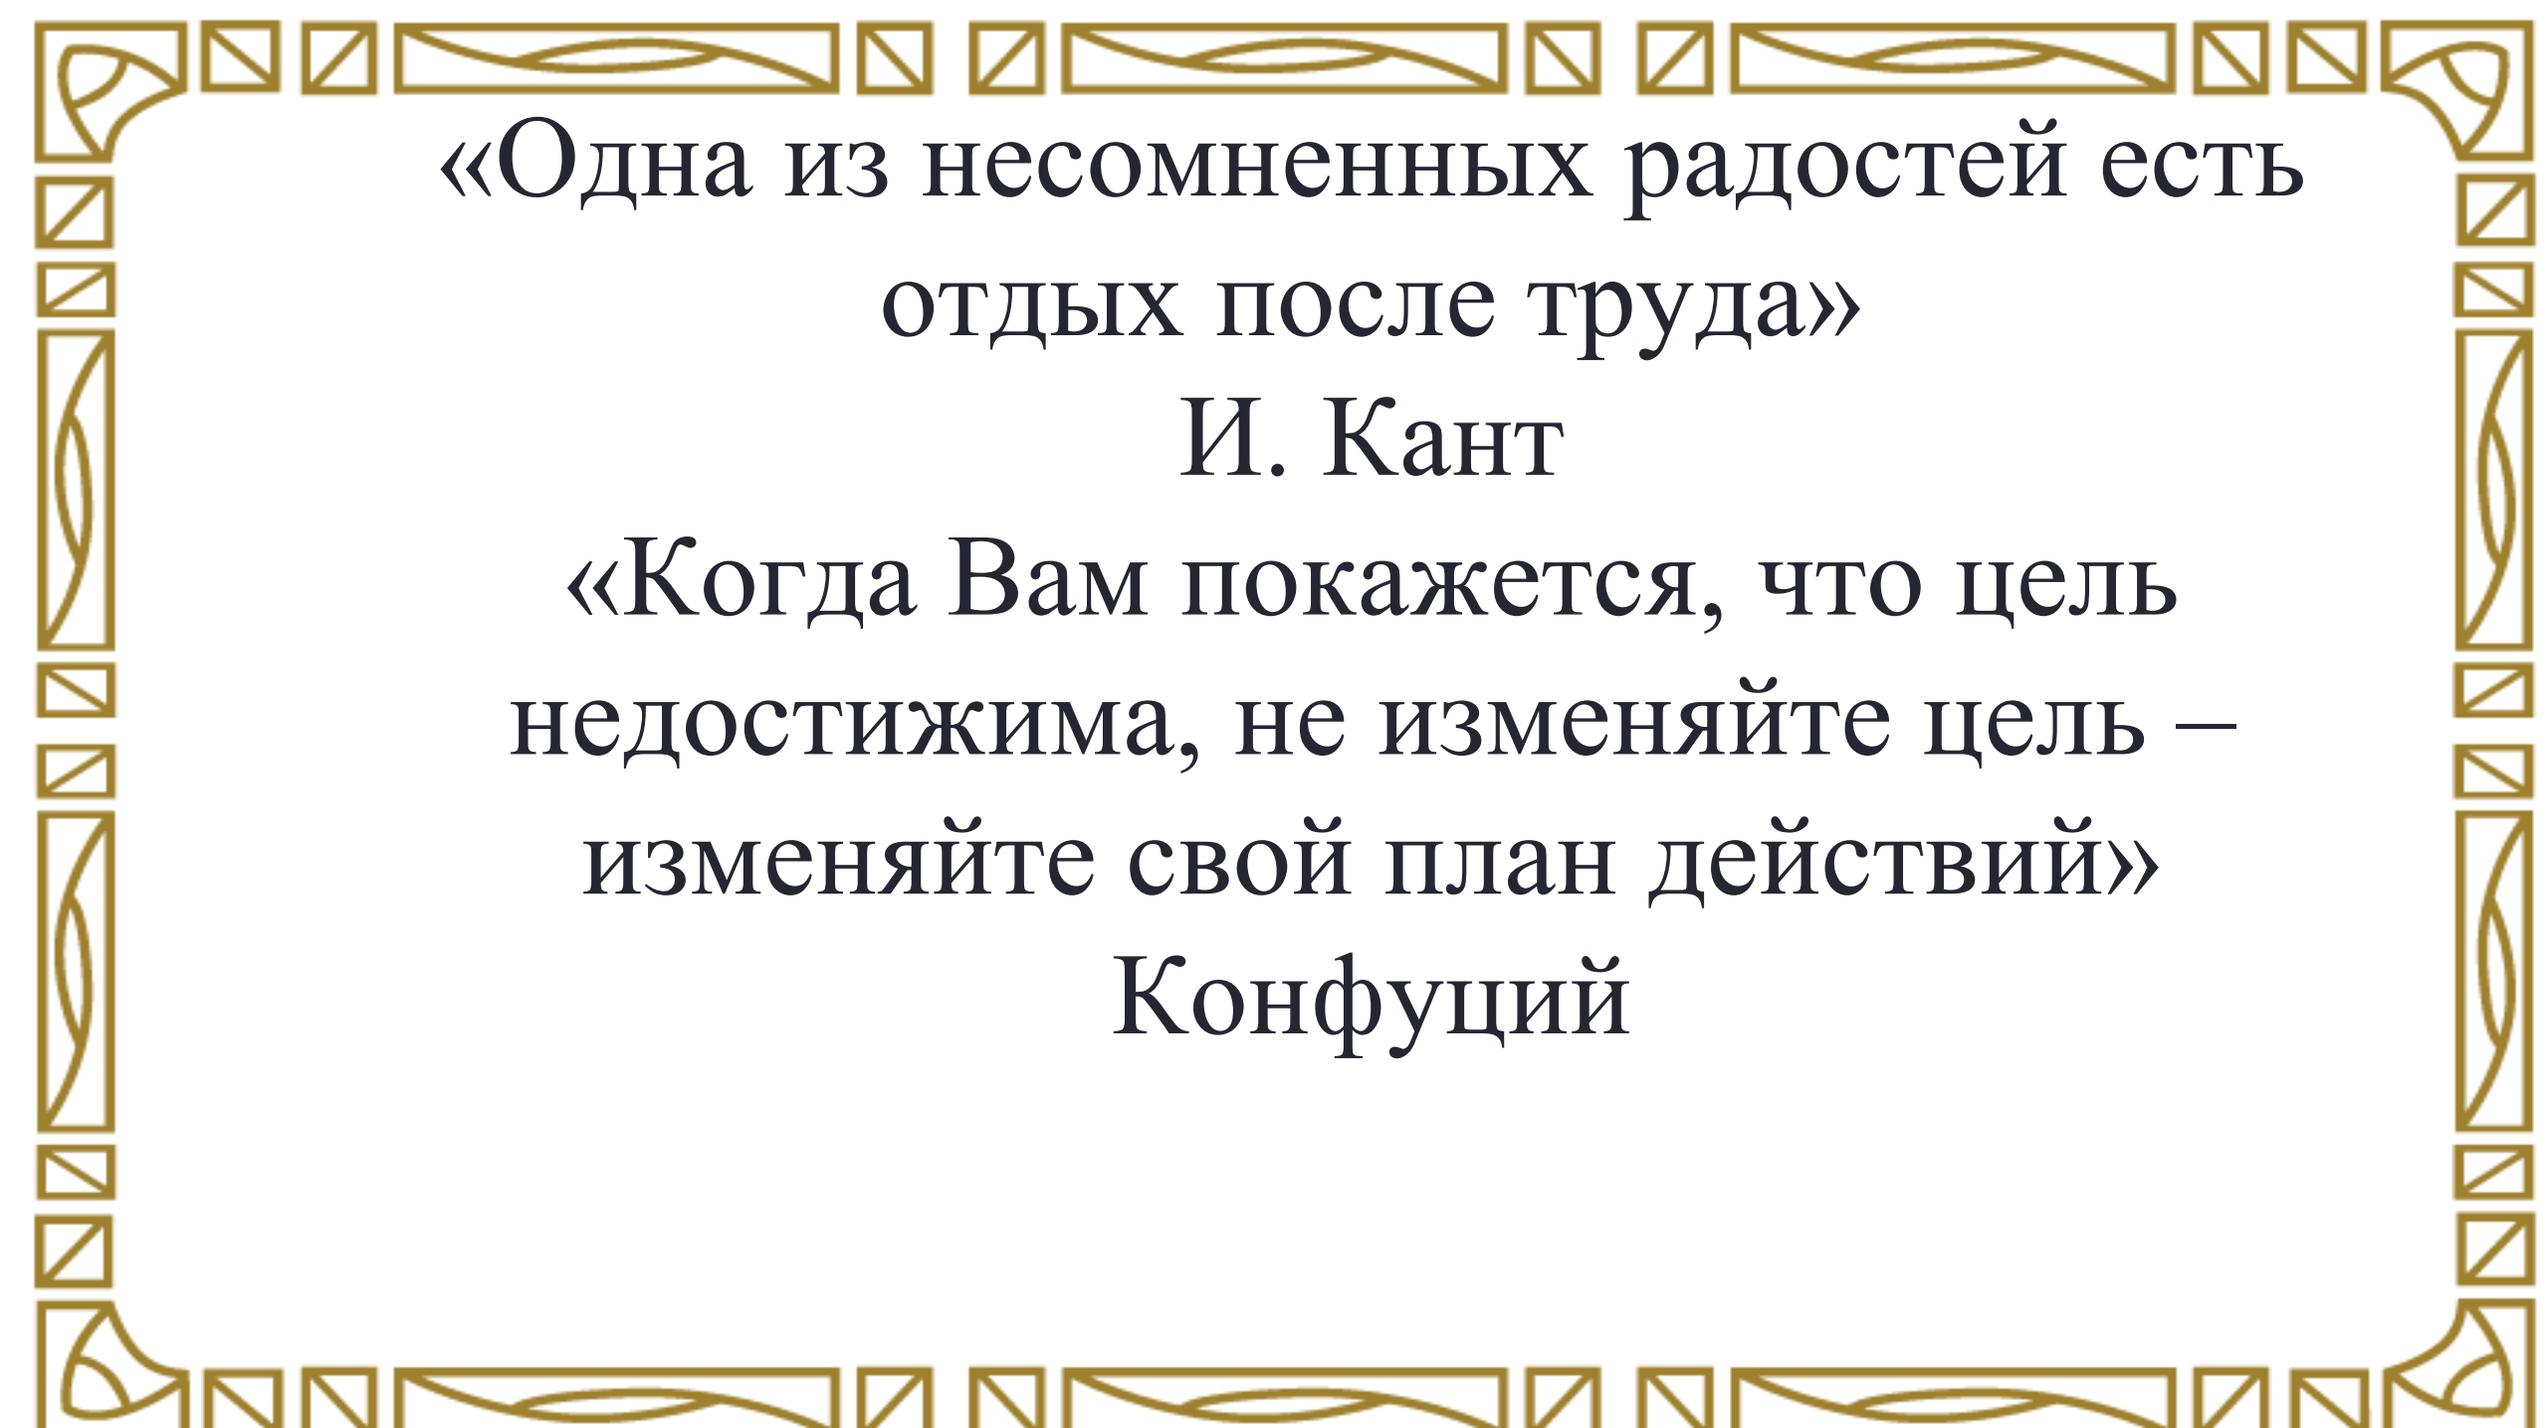 «Одна из несомненных радостей есть
отдых после труда»
И. Кант
«Когда Вам покажется, что цель
недостижима, не изменяйте цель –
изменяйте свой план действий»
Конфуций